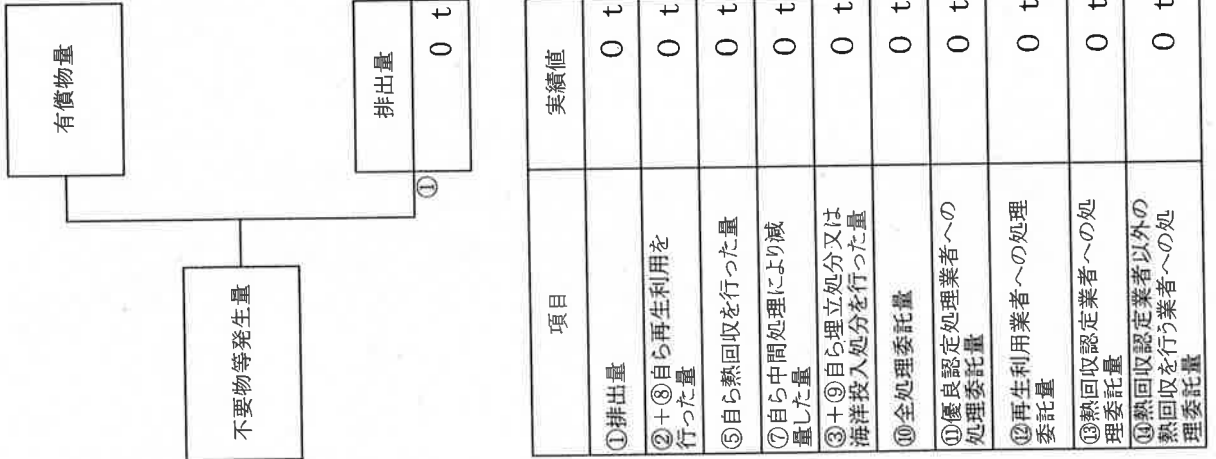 有償物量
不要物等発生量
①
排出量
0 t
項目
実績値
①排出量
0 t
②+⑧自ら再生利用を
行った量
0 t
⑤自ら熱回収を行った量
0 t
⑦自ら中間処理により減
量した量
0 t
③+⑨自ら埋立処分又は
海洋投入処分を行った量
0 t
⑩全処理委託量
0 t
⑪優良認定処理業者への
処理委託量
0 t
⑫再生利用業者への処理
委託量
0 t
⑬熱回収認定業者への処
理委託量
0 t
⑭熱回収認定業者以外の
熱回収を行う業者への処
理委託量
0 t